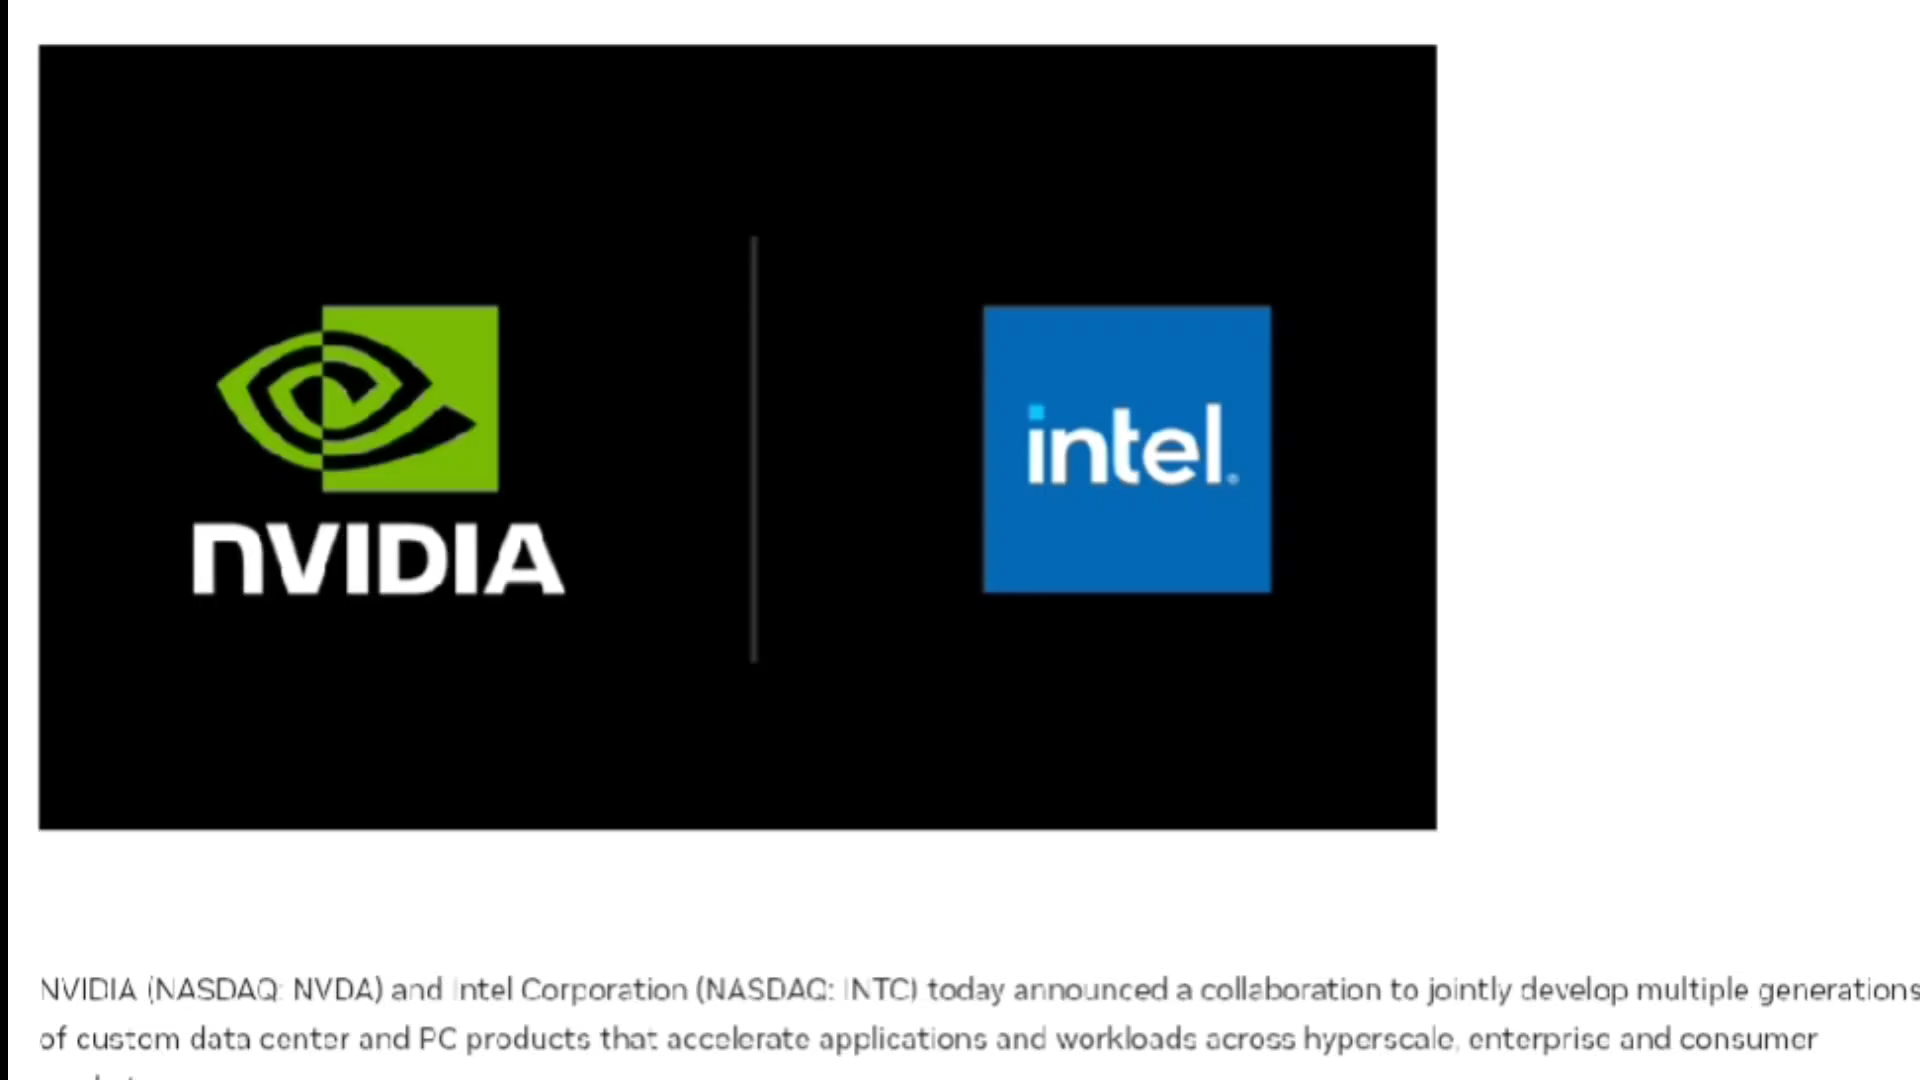 NVIDIA
intel.
NVIDIA (NASDAQ: NVDA) and Intel Corporation (NASDAQ: INTC) today announced a collaboration to jointly develop multiple generations
of custom data center and PC products that accelerate applications and workloads across hyperscale, enterprise and consumer